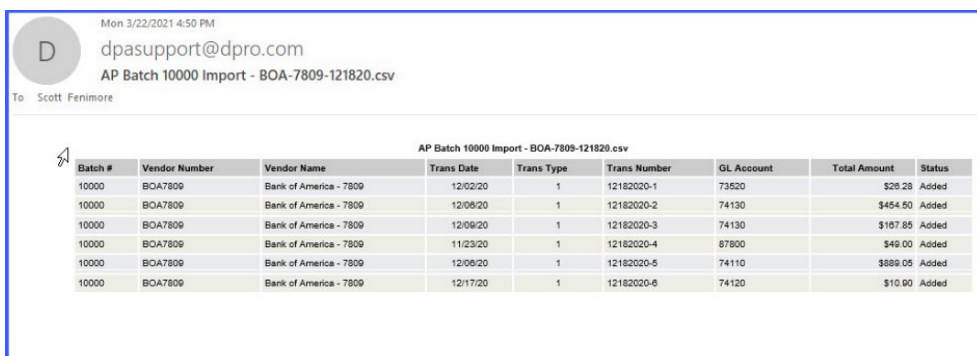 Mon 3/22/2021 4:50 PM
D
dpasupport@dpro.com
AP Batch 10000 Import - BOA-7809-121820.csv
To Scott Fenimore
AP Batch 10000 Import - BOA-7809-121820.csv
Batch # Vendor Number Vendor Name Trans Date Trans Type Trans Number GL Account Total Amount Status
10000 BOA7809 Bank of America - 7809 12/02/20 1 12182020-1 73520 $26.28 Added
10000 BOA7809 Bank of America - 7809 12/06/20 1 12182020-2 74130 $454.50 Added
10000 BOA7809 Bank of America - 7809 12/09/20 1 12182020-3 74130 $167.85 Added
10000 BOA7809 Bank of America - 7809 11/23/20 1 12182020-4 87800 $49.00 Added
10000 BOA7809 Bank of America - 7809 12/06/20 1 12182020-5 74110 $889.05 Added
10000 BOA7809 Bank of America - 7809 12/17/20 1 12182020-6 74120 $10.90 Added